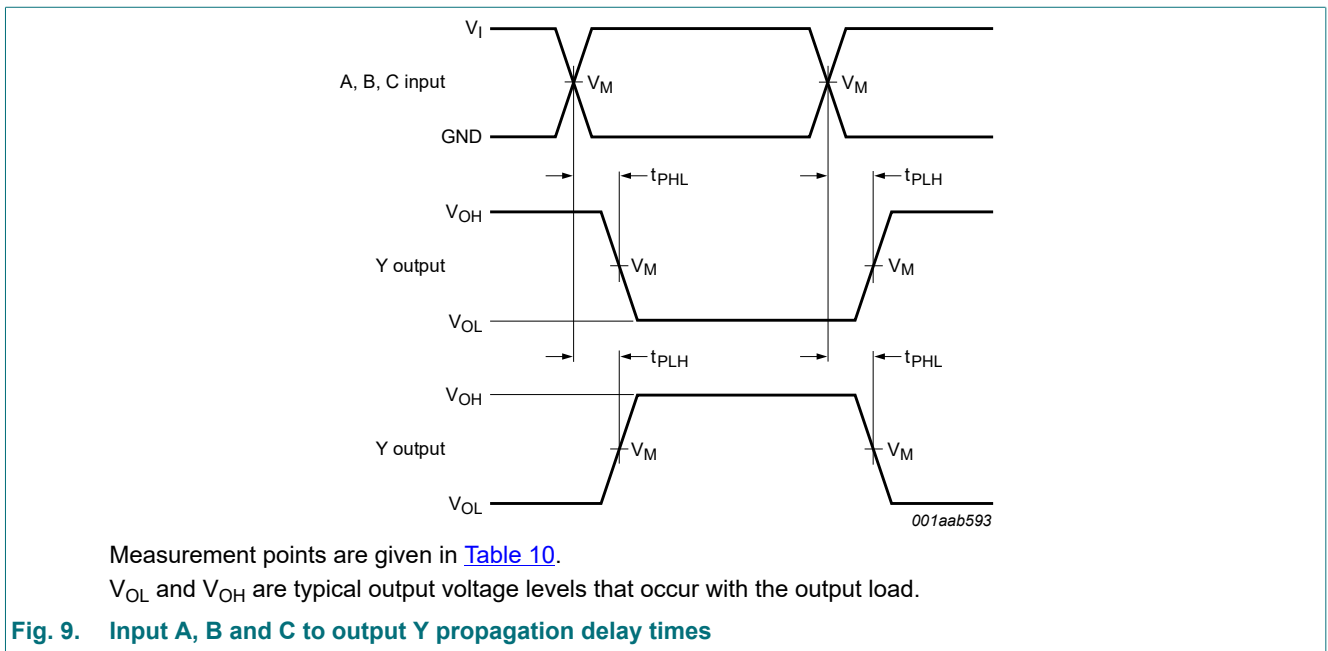 VI
A, B, C input
VM
VM
GND
tPHL
tPLH
VOH
Y output
VM
VM
VOL
tPLH
tPHL
VOH
Y output
VM
VM
VOL
001aab593
Measurement points are given in Table 10.
VOL and VOH are typical output voltage levels that occur with the output load.
Fig. 9. Input A, B and C to output Y propagation delay times